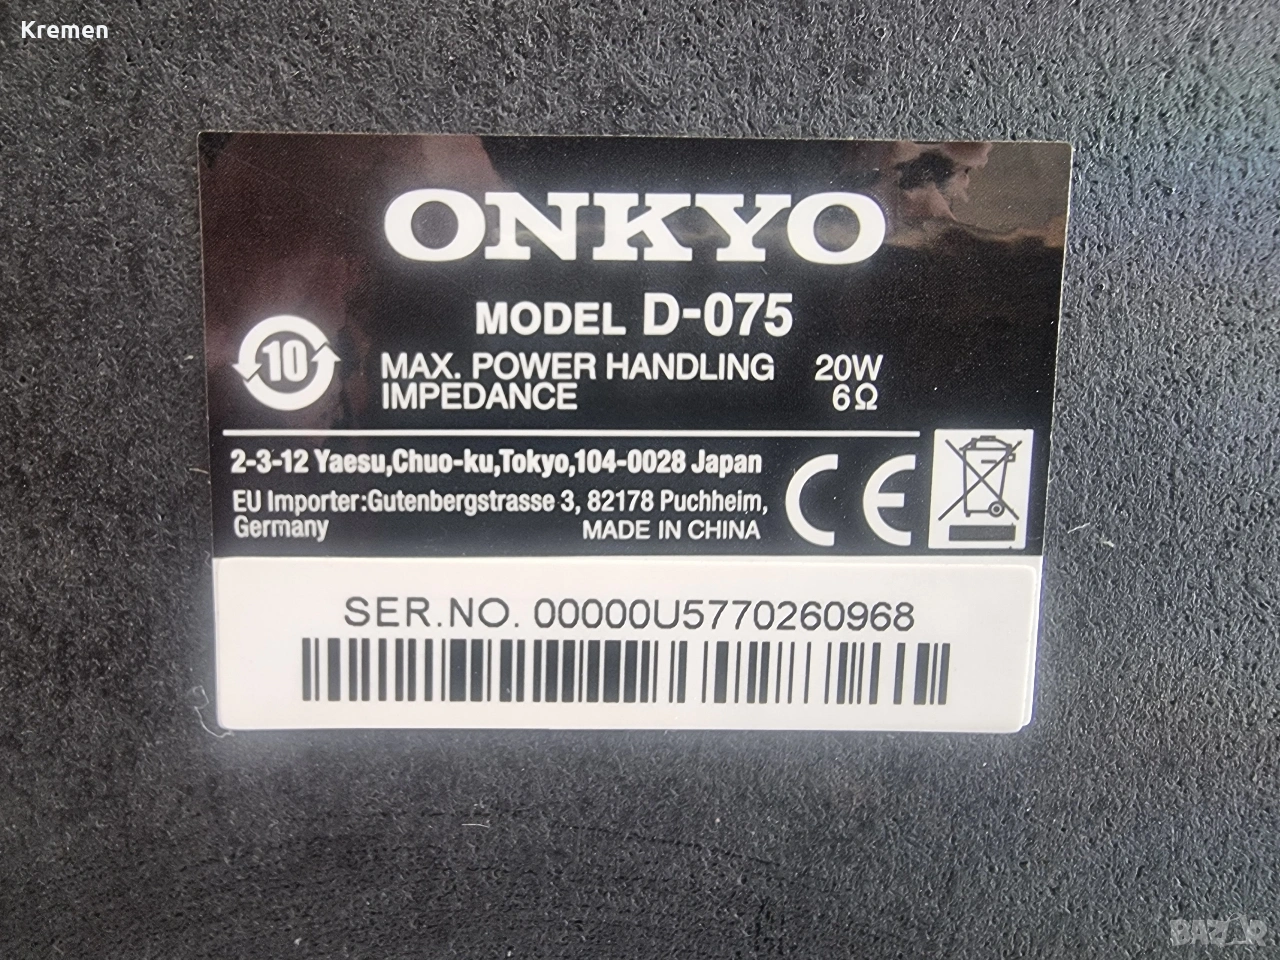 Kremen
ONKYO
MODEL D-075
10
MAX. POWER HANDLING 20W
IMPEDANCE 6Ω
2-3-12 Yaesu,Chuo-ku,Tokyo,104-0028 Japan
EU Importer:Gutenbergstrasse 3, 82178 Puchheim,
Germany MADE IN CHINA
CE
SER.NO. 00000U5770260968
BAZAR